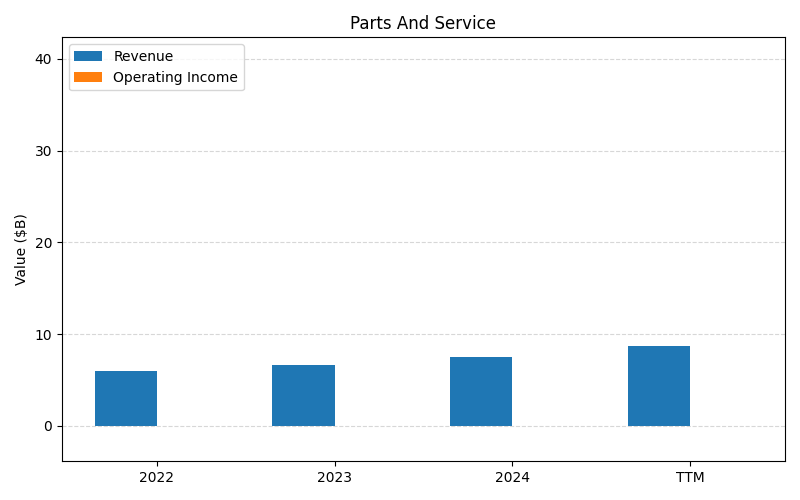 Parts And Service
Revenue
Operating Income
Value ($B)
40
30
20
10
0
2022
2023
2024
TTM